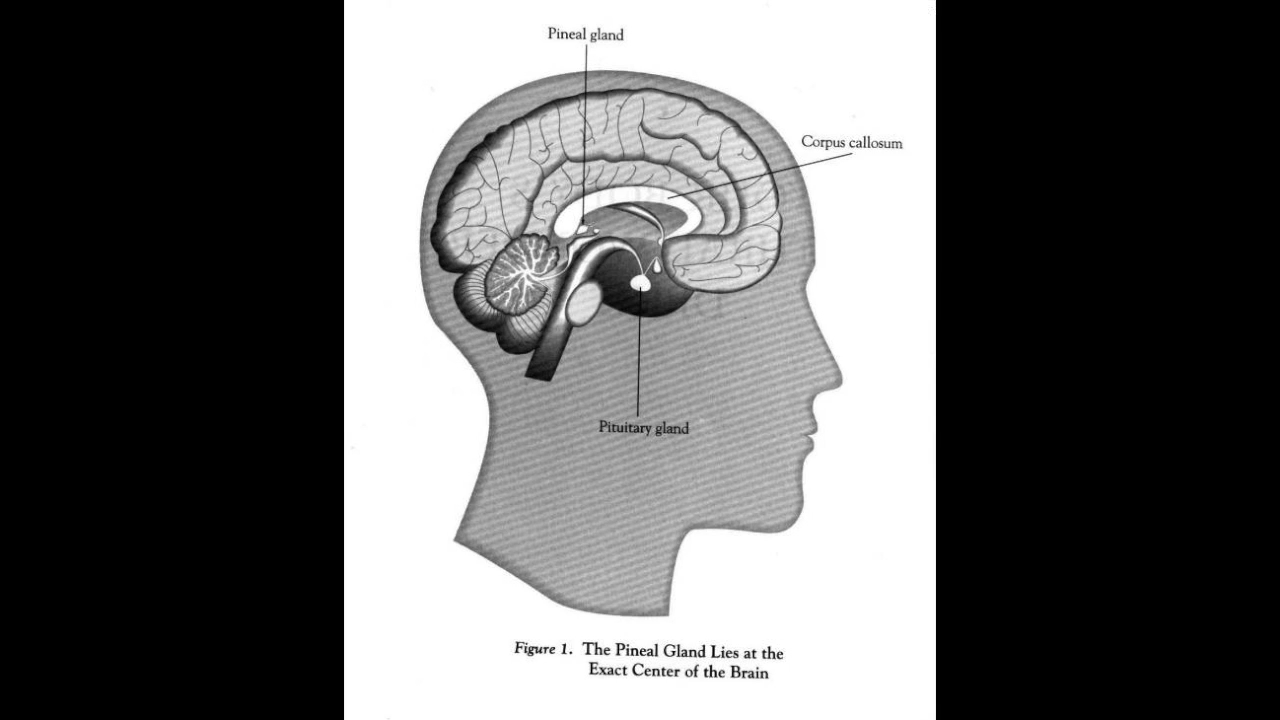 Pineal gland
Corpus callosum
Pituitary gland
Figure 1. The Pineal Gland Lies at the
Exact Center of the Brain